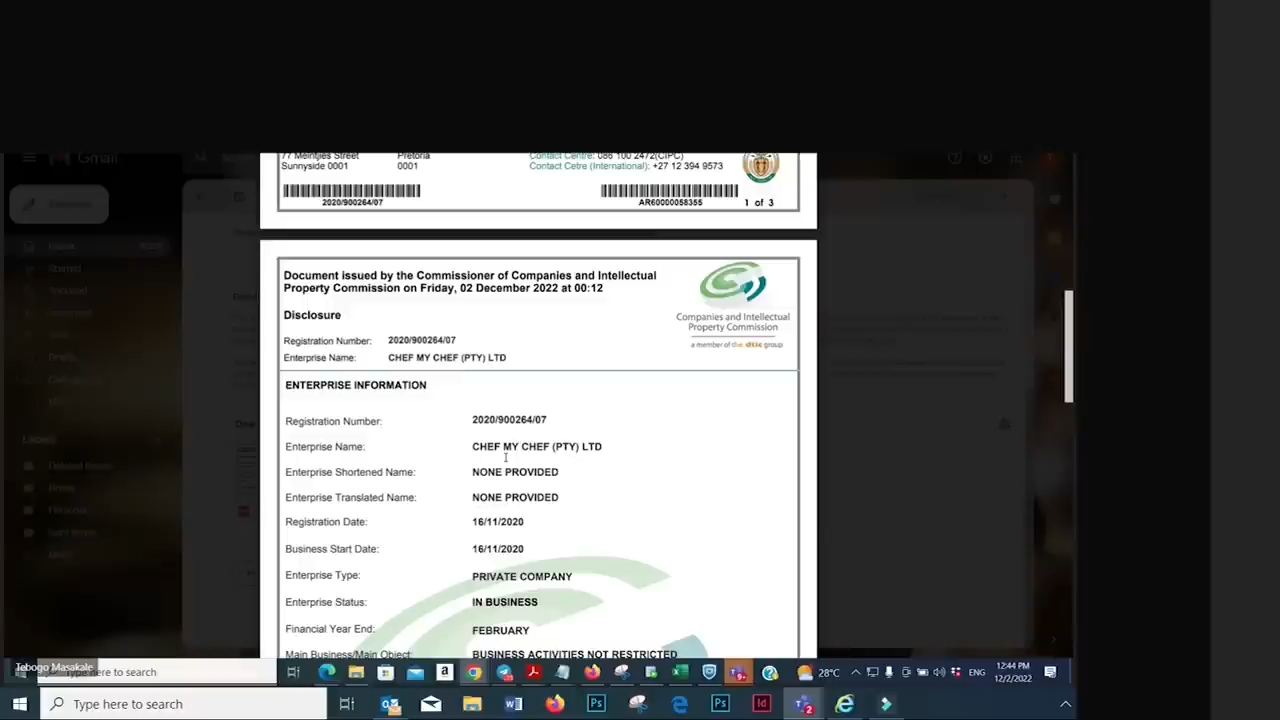 Gmail
77 Meintjies Street Pretoria Contact Centre: 086 100 2472(CIPC)
Sunnyside 0001 0001 Contact Cetre (International): +27 12 394 9573
2020/900264/07 AR60000058355 1 of 3
Document issued by the Commissioner of Companies and Intellectual
Property Commission on Friday, 02 December 2022 at 00:12
Disclosure
Companies and Intellectual
Property Commission
a member of the dtic group
Registration Number: 2020/900264/07
Enterprise Name: CHEF MY CHEF (PTY) LTD
ENTERPRISE INFORMATION
Registration Number: 2020/900264/07
Enterprise Name: CHEF MY CHEF (PTY) LTD
Enterprise Shortened Name: NONE PROVIDED
Enterprise Translated Name: NONE PROVIDED
Registration Date: 16/11/2020
Business Start Date: 16/11/2020
Enterprise Type: PRIVATE COMPANY
Enterprise Status: IN BUSINESS
Financial Year End: FEBRUARY
Main Business/Main Object: BUSINESS ACTIVITIES NOT RESTRICTED
Tebogo Masakale
Type here to search
28°C
ENG
12:44 PM
12/2/2022
Type here to search